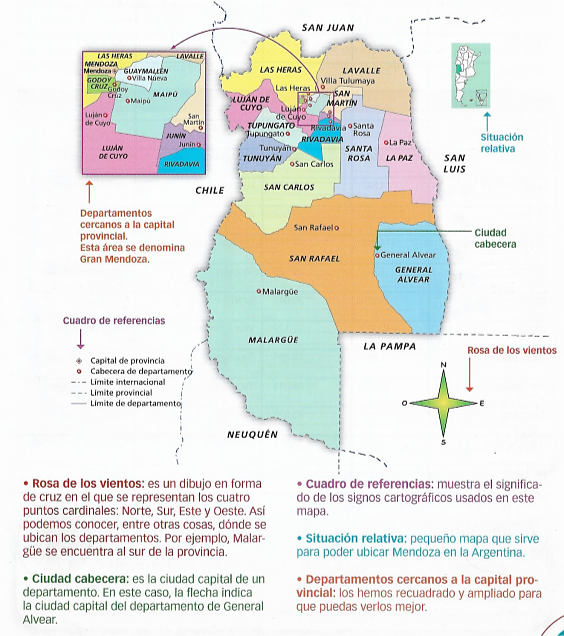 SAN JUAN
LAS HERAS
LAVALLE
MENDOZA
Mendoza
GUAYMALLÉN
Villa Nueva
GODOY
CRUZ
Godoy
Cruz
MAIPÚ
Maipú
Luján
de Cuyo
San
Martín
JUNÍN
Junín
LUJÁN
DE CUYO
RIVADAVIA
LAS HERAS
LAVALLE
Villa Tulumaya
Las Heras
LUJÁN DE
CUYO
Luján
de Cuyo
SAN
MARTÍN
TUPUNGATO
Tupungato
Rivadavia
RIVADAVIA
Santa
Rosa
SANTA
ROSA
La Paz
LA PAZ
Tunuyán
TUNUYÁN
San Carlos
SAN CARLOS
SAN
LUIS
CHILE
Situación
relativa
Departamentos
cercanos a la capital
provincial.
Esta área se denomina
Gran Mendoza.
San Rafael
SAN RAFAEL
Ciudad
cabecera
General Alvear
GENERAL
ALVEAR
Malargüe
MALARGÜE
Cuadro de referencias
Capital de provincia
Cabecera de departamento
Límite internacional
Límite provincial
Límite de departamento
LA PAMPA
Rosa de los vientos
N
O
E
S
NEUQUÉN
• Rosa de los vientos: es un dibujo en forma
de cruz en el que se representan los cuatro
puntos cardinales: Norte, Sur, Este y Oeste. Así
podemos conocer, entre otras cosas, dónde se
ubican los departamentos. Por ejemplo, Malar-
güe se encuentra al sur de la provincia.
• Ciudad cabecera: es la ciudad capital de un
departamento. En este caso, la flecha indica
la ciudad capital del departamento de General
Alvear.
• Cuadro de referencias: muestra el significa-
do de los signos cartográficos usados en este
mapa.
• Situación relativa: pequeño mapa que sirve
para poder ubicar Mendoza en la Argentina.
• Departamentos cercanos a la capital pro-
vincial: los hemos recuadrado y ampliado para
que puedas verlos mejor.